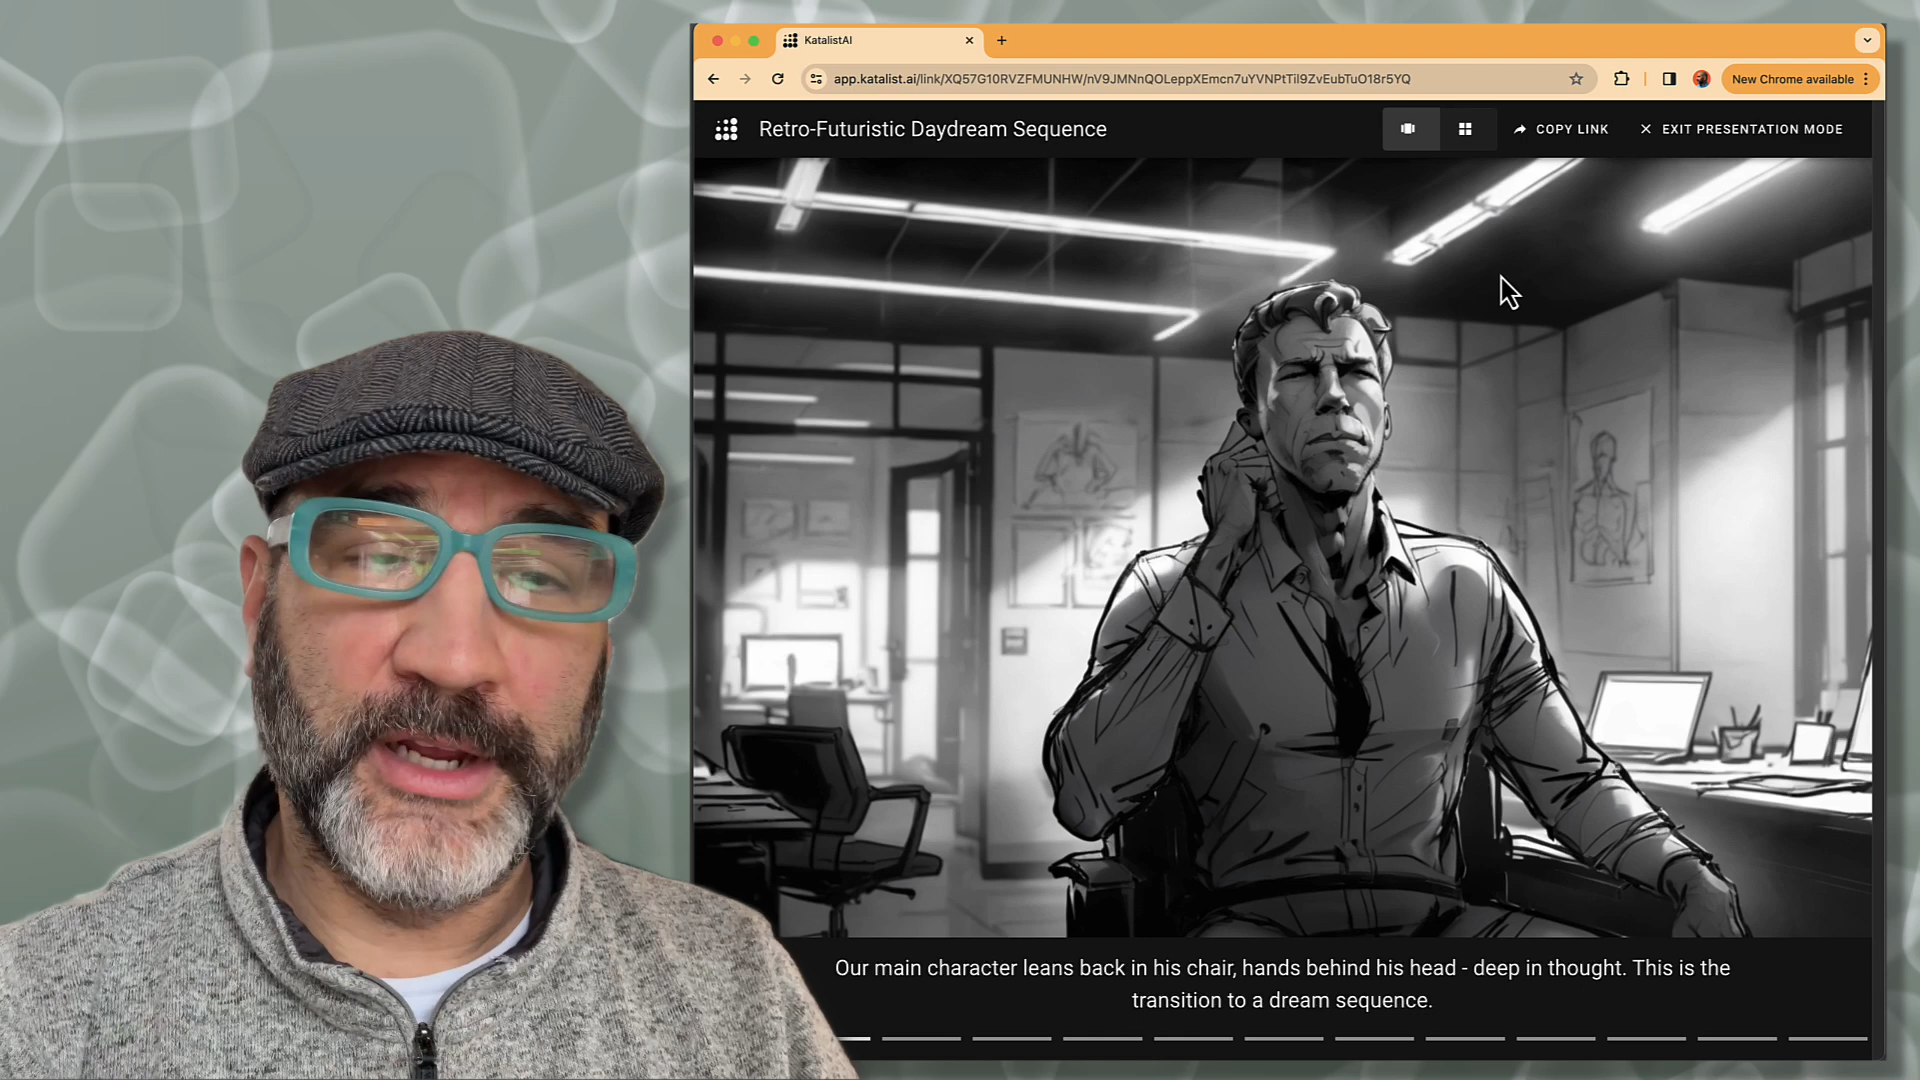 KatalistAI
app.katalist.ai/link/XQ57G10RVZFMUNHW/nV9JMNnQOLeppXEmcn7uYVNPtTil9ZvEubTuO18r5YQ
New Chrome available
Retro-Futuristic Daydream Sequence
COPY LINK
EXIT PRESENTATION MODE
Our main character leans back in his chair, hands behind his head - deep in thought. This is the
transition to a dream sequence.